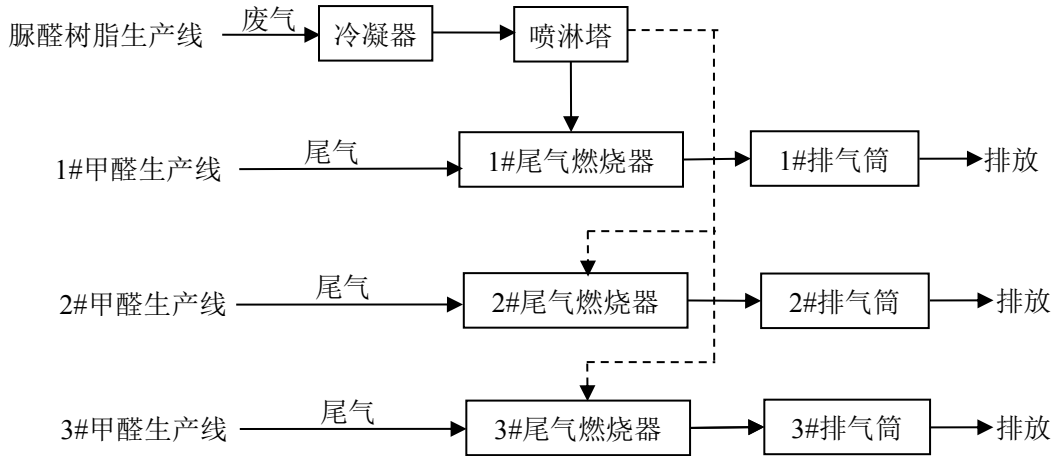 脲醛树脂生产线 废气 冷凝器 喷淋塔
1#甲醛生产线 尾气 1#尾气燃烧器 1#排气筒 排放
2#甲醛生产线 尾气 2#尾气燃烧器 2#排气筒 排放
3#甲醛生产线 尾气 3#尾气燃烧器 3#排气筒 排放